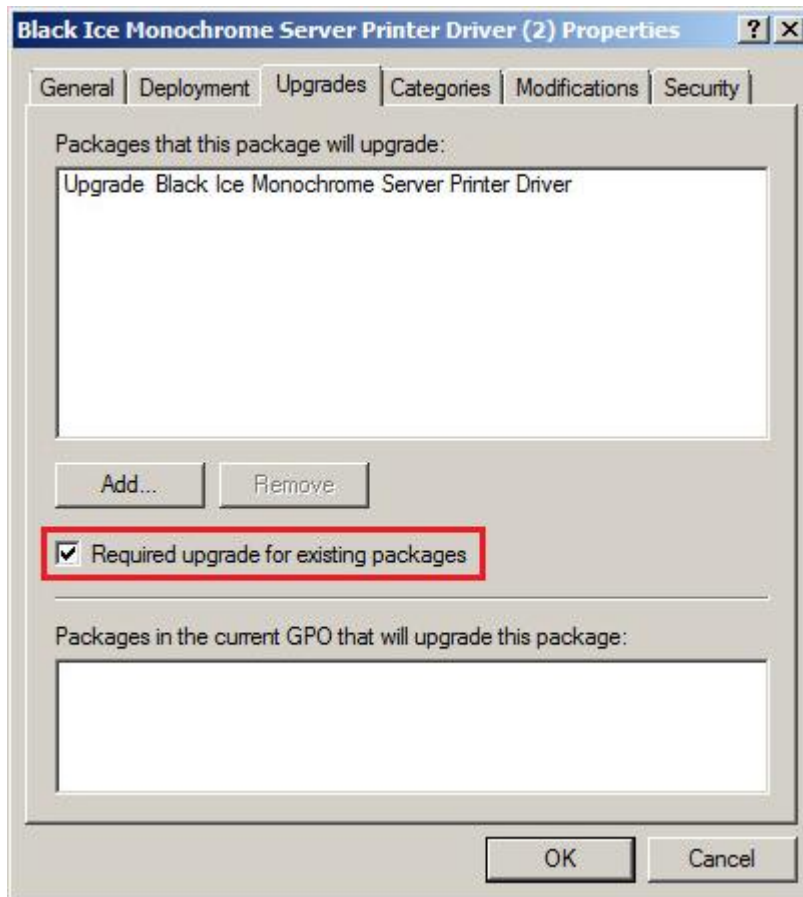 Black Ice Monochrome Server Printer Driver (2) Properties
General Deployment Upgrades Categories Modifications Security
Packages that this package will upgrade:
Upgrade Black Ice Monochrome Server Printer Driver
Add... Remove
Required upgrade for existing packages
Packages in the current GPO that will upgrade this package:
OK Cancel